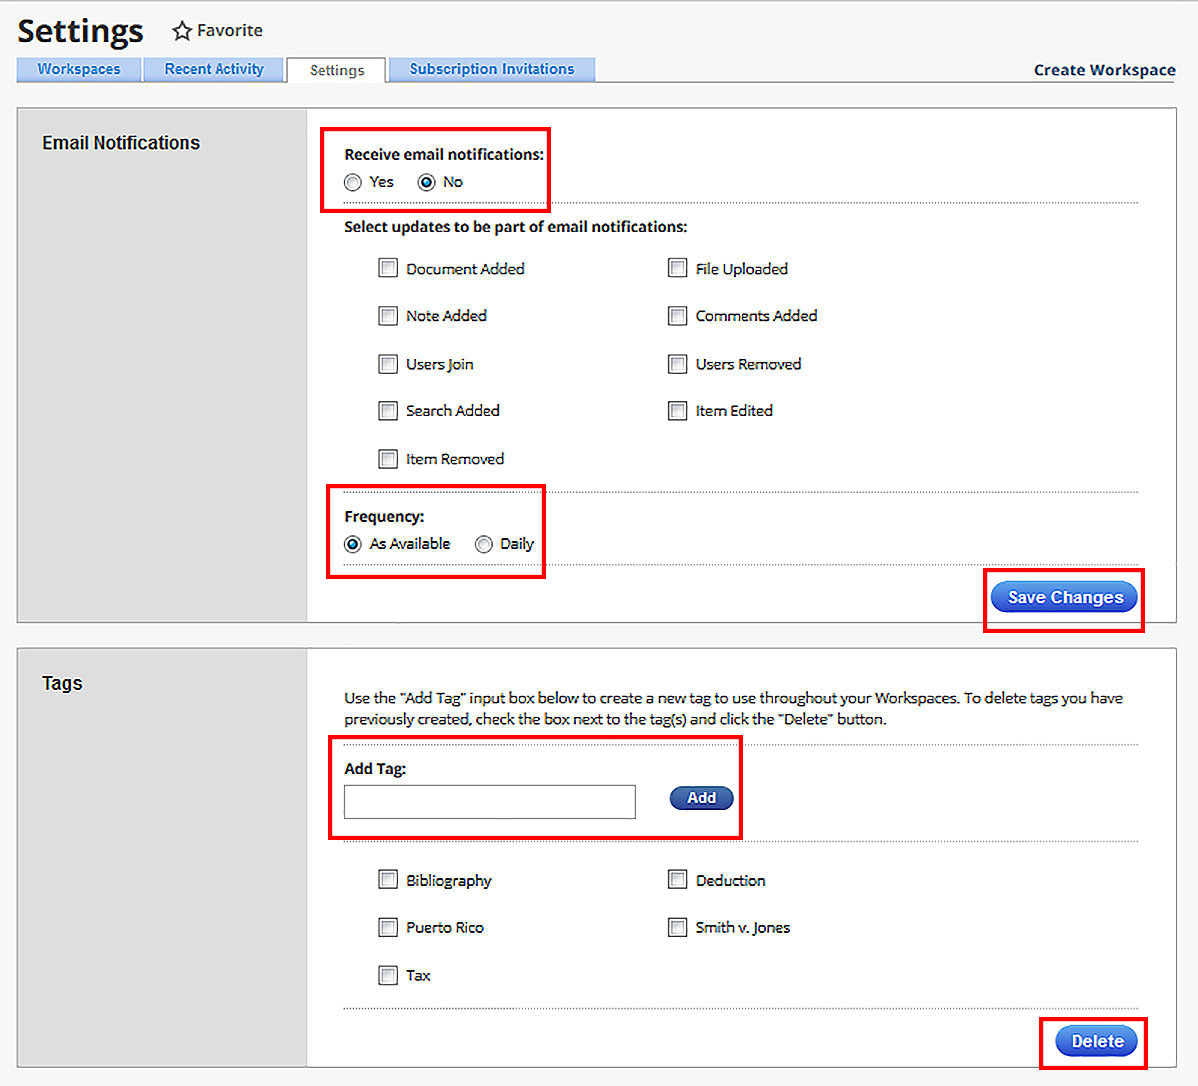 Settings Favorite
Workspaces Recent Activity Settings Subscription Invitations Create Workspace
Email Notifications
Receive email notifications:
Yes No
Select updates to be part of email notifications:
Document Added File Uploaded
Note Added Comments Added
Users Join Users Removed
Search Added Item Edited
Item Removed
Frequency:
As Available Daily
Save Changes
Tags
Use the "Add Tag" input box below to create a new tag to use throughout your Workspaces. To delete tags you have
previously created, check the box next to the tag(s) and click the "Delete" button.
Add Tag:
Add
Bibliography Deduction
Puerto Rico Smith v. Jones
Tax
Delete